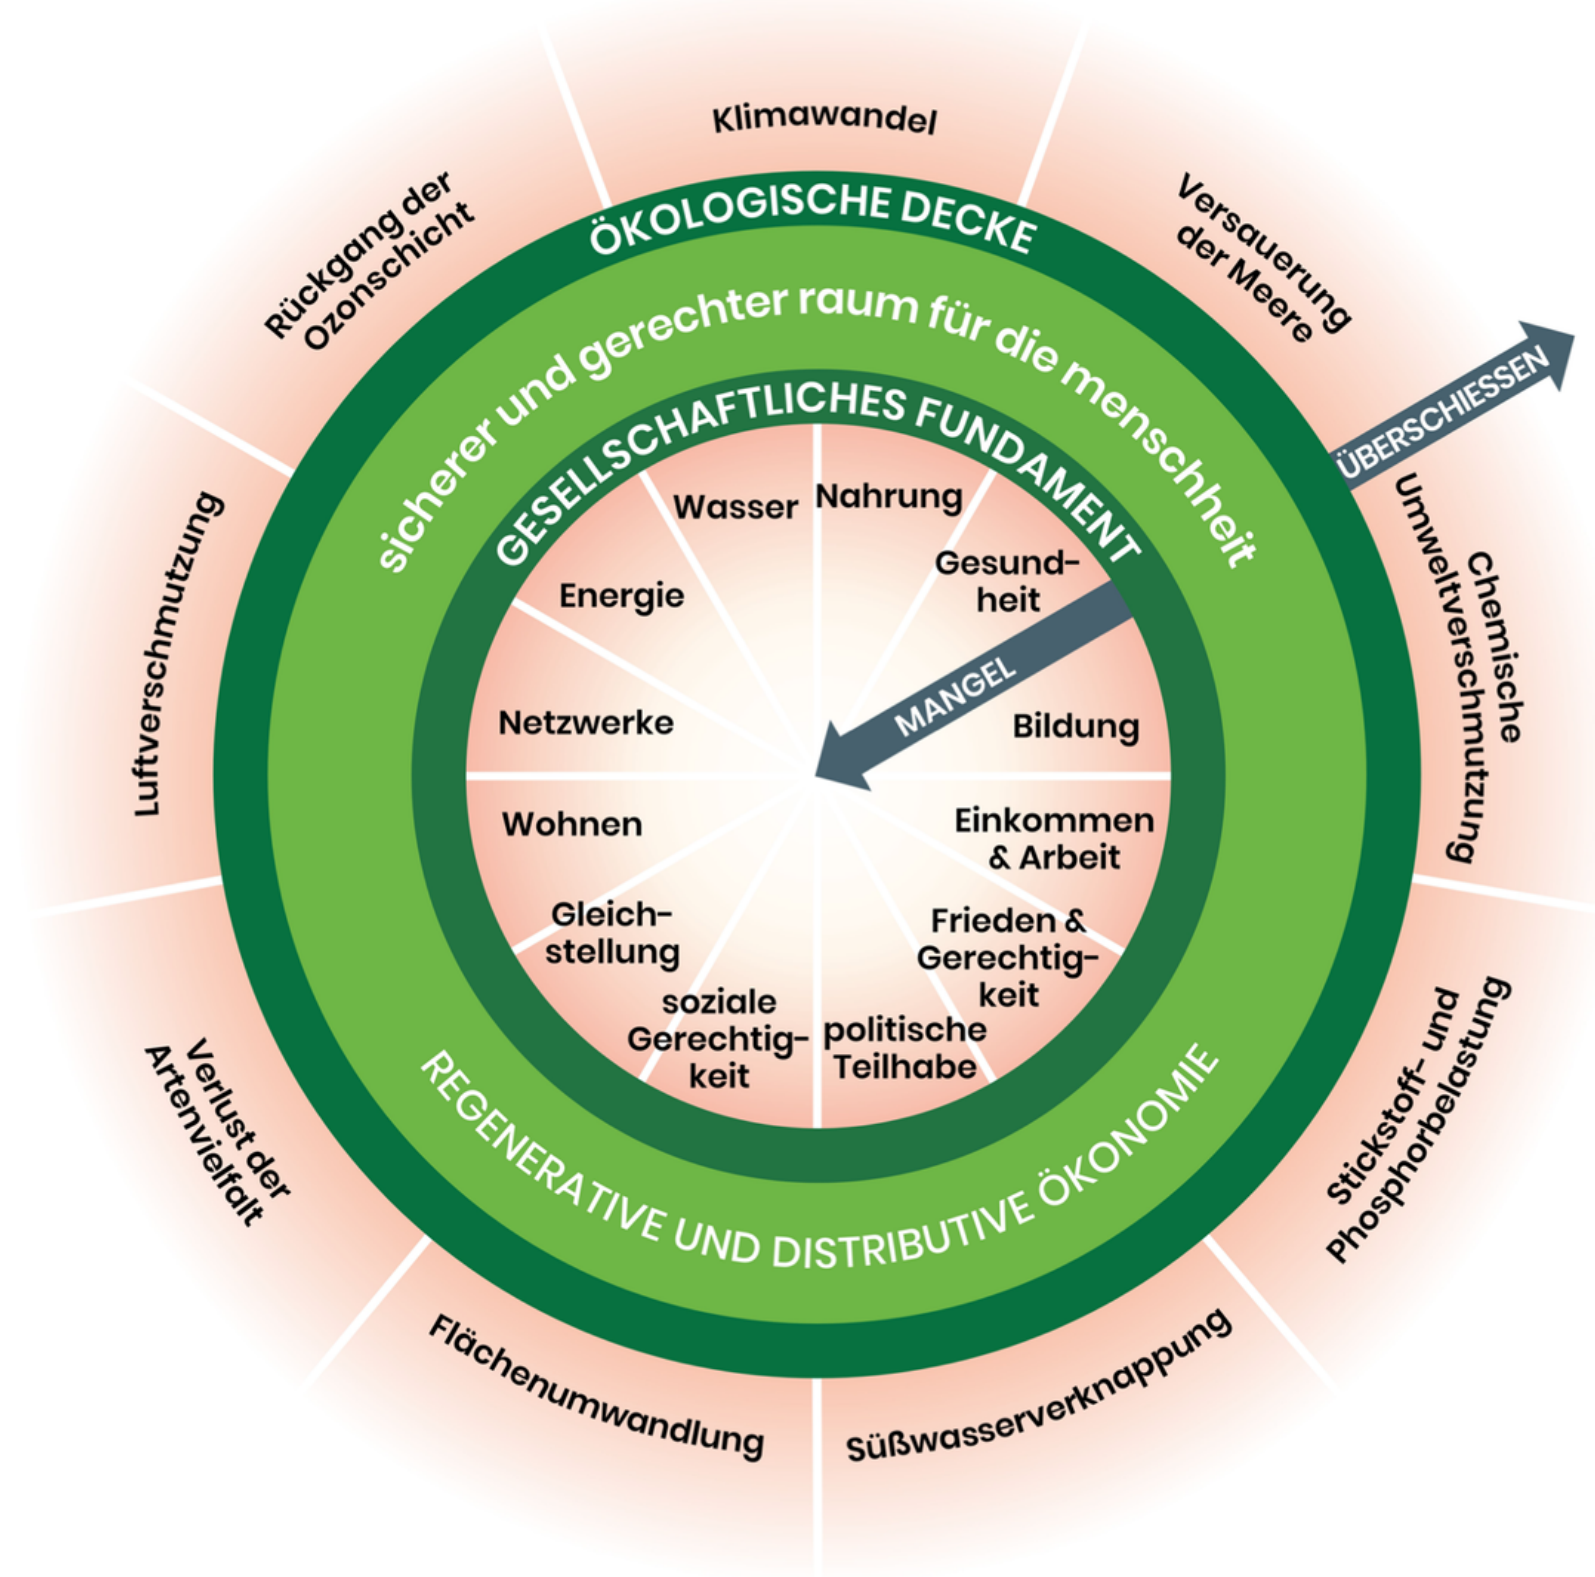 Klimawandel
Versauerung
der Meere
ÜBERSCHIESSEN
Chemische
Umweltverschmutzung
Stickstoff- und
Phosphorbelastung
Süßwasserverknappung
Flächenumwandlung
Verlust der
Artenvielfalt
Luftverschmutzung
Rückgang der
Ozonschicht
ÖKOLOGISCHE DECKE
sicherer und gerechter raum für die menschheit
GESELLSCHAFTLICHES FUNDAMENT
Wasser
Nahrung
Gesund-
heit
MANGEL
Bildung
Einkommen
& Arbeit
Frieden &
Gerechtig-
keit
politische
Teilhabe
soziale
Gerechtig-
keit
Gleich-
stellung
Wohnen
Netzwerke
Energie
REGENERATIVE UND DISTRIBUTIVE ÖKONOMIE